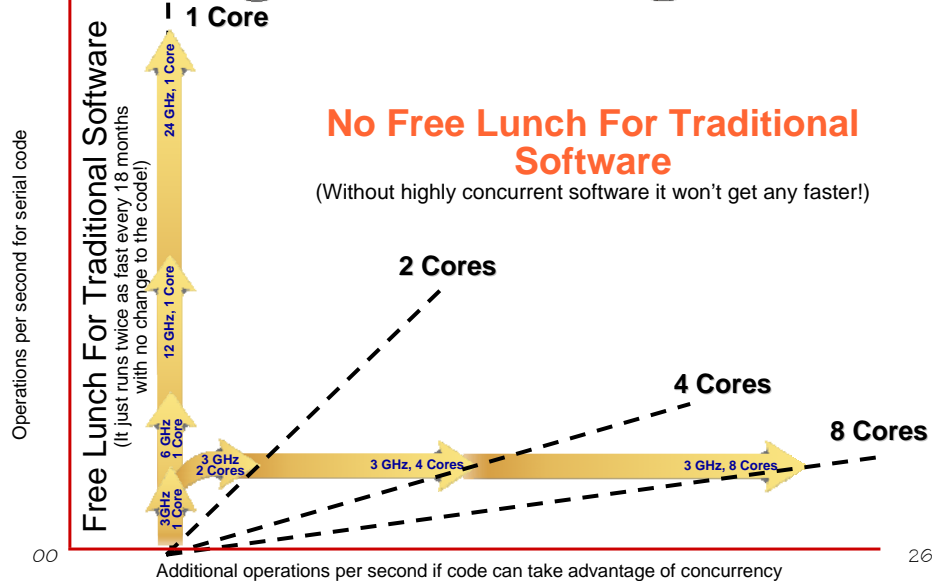 1 Core
24 GHz, 1 Core
12 GHz, 1 Core
6 GHz
1 Core
3GHz
1 Core
Operations per second for serial code
Free Lunch For Traditional Software
(It just runs twice as fast every 18 months
with no change to the code!)
No Free Lunch For Traditional
Software
(Without highly concurrent software it won't get any faster!)
2 Cores
4 Cores
8 Cores
3 GHz
2 Cores
3 GHz, 4 Cores
3 GHz, 8 Cores
00
26
Additional operations per second if code can take advantage of concurrency